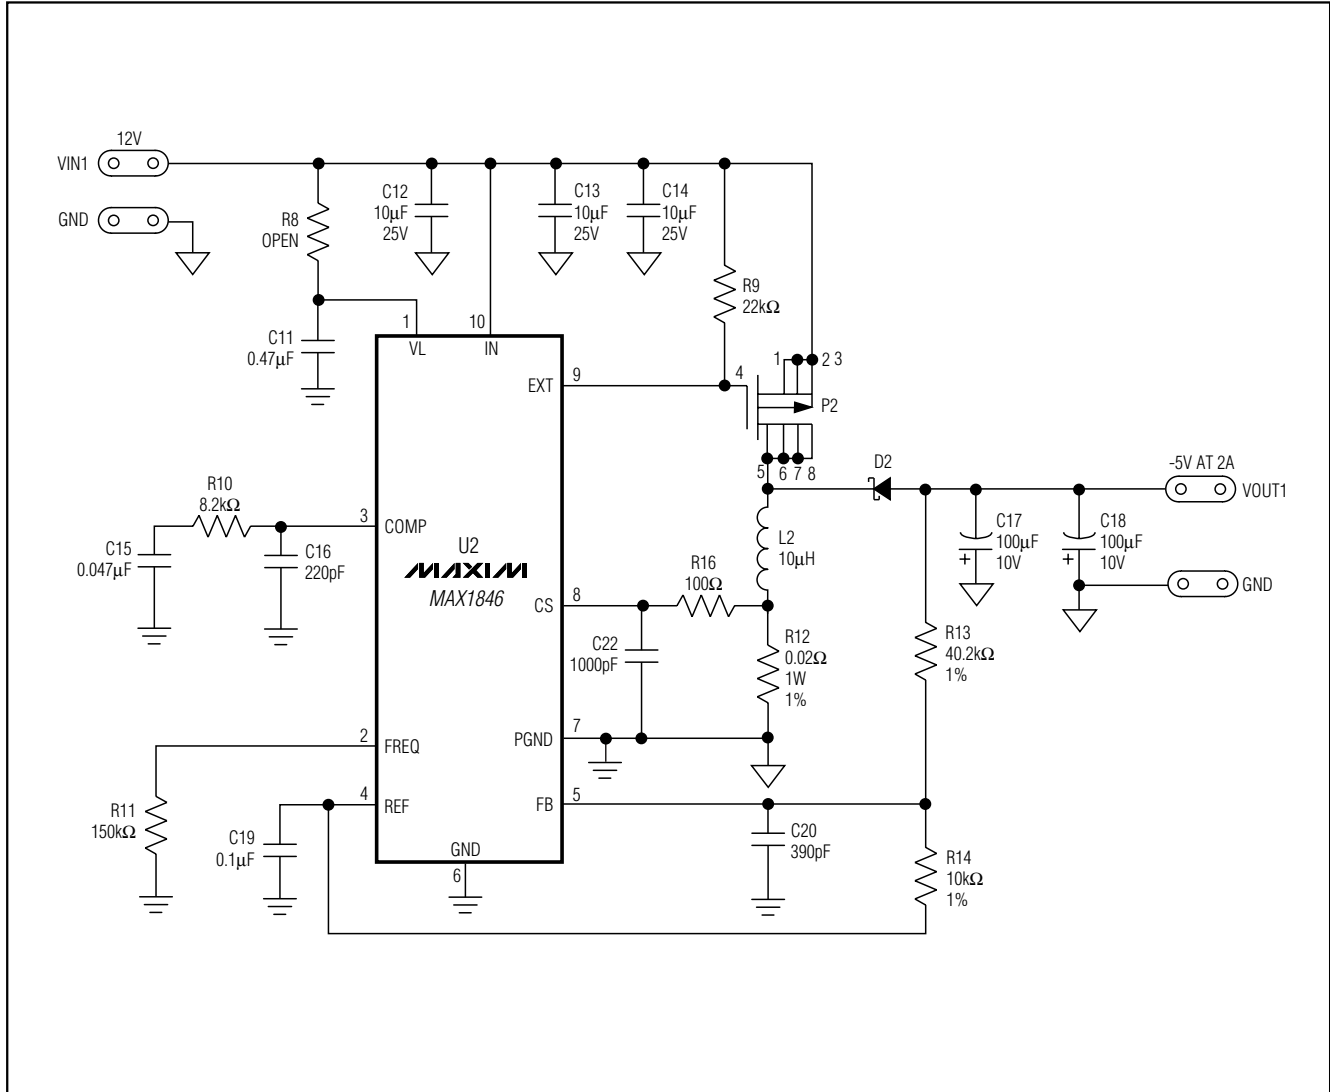 12V
VIN1
GND
R8
OPEN
C12
10µF
25V
C13
10µF
25V
C14
10µF
25V
R9
22kΩ
C11
0.47µF
1
VL
10
IN
EXT
9
4
1
2 3
P2
5 6 7 8
D2
-5V AT 2A
VOUT1
R10
8.2kΩ
C15
0.047µF
C16
220pF
3
COMP
U2
MAXIM
MAX1846
L2
10µH
C17
100µF
10V
+
C18
100µF
10V
+
GND
R16
100Ω
CS
8
C22
1000pF
R12
0.02Ω
1W
1%
R13
40.2kΩ
1%
2
FREQ
PGND
7
R11
150kΩ
4
REF
FB
5
C19
0.1µF
C20
390pF
R14
10kΩ
1%
GND
6